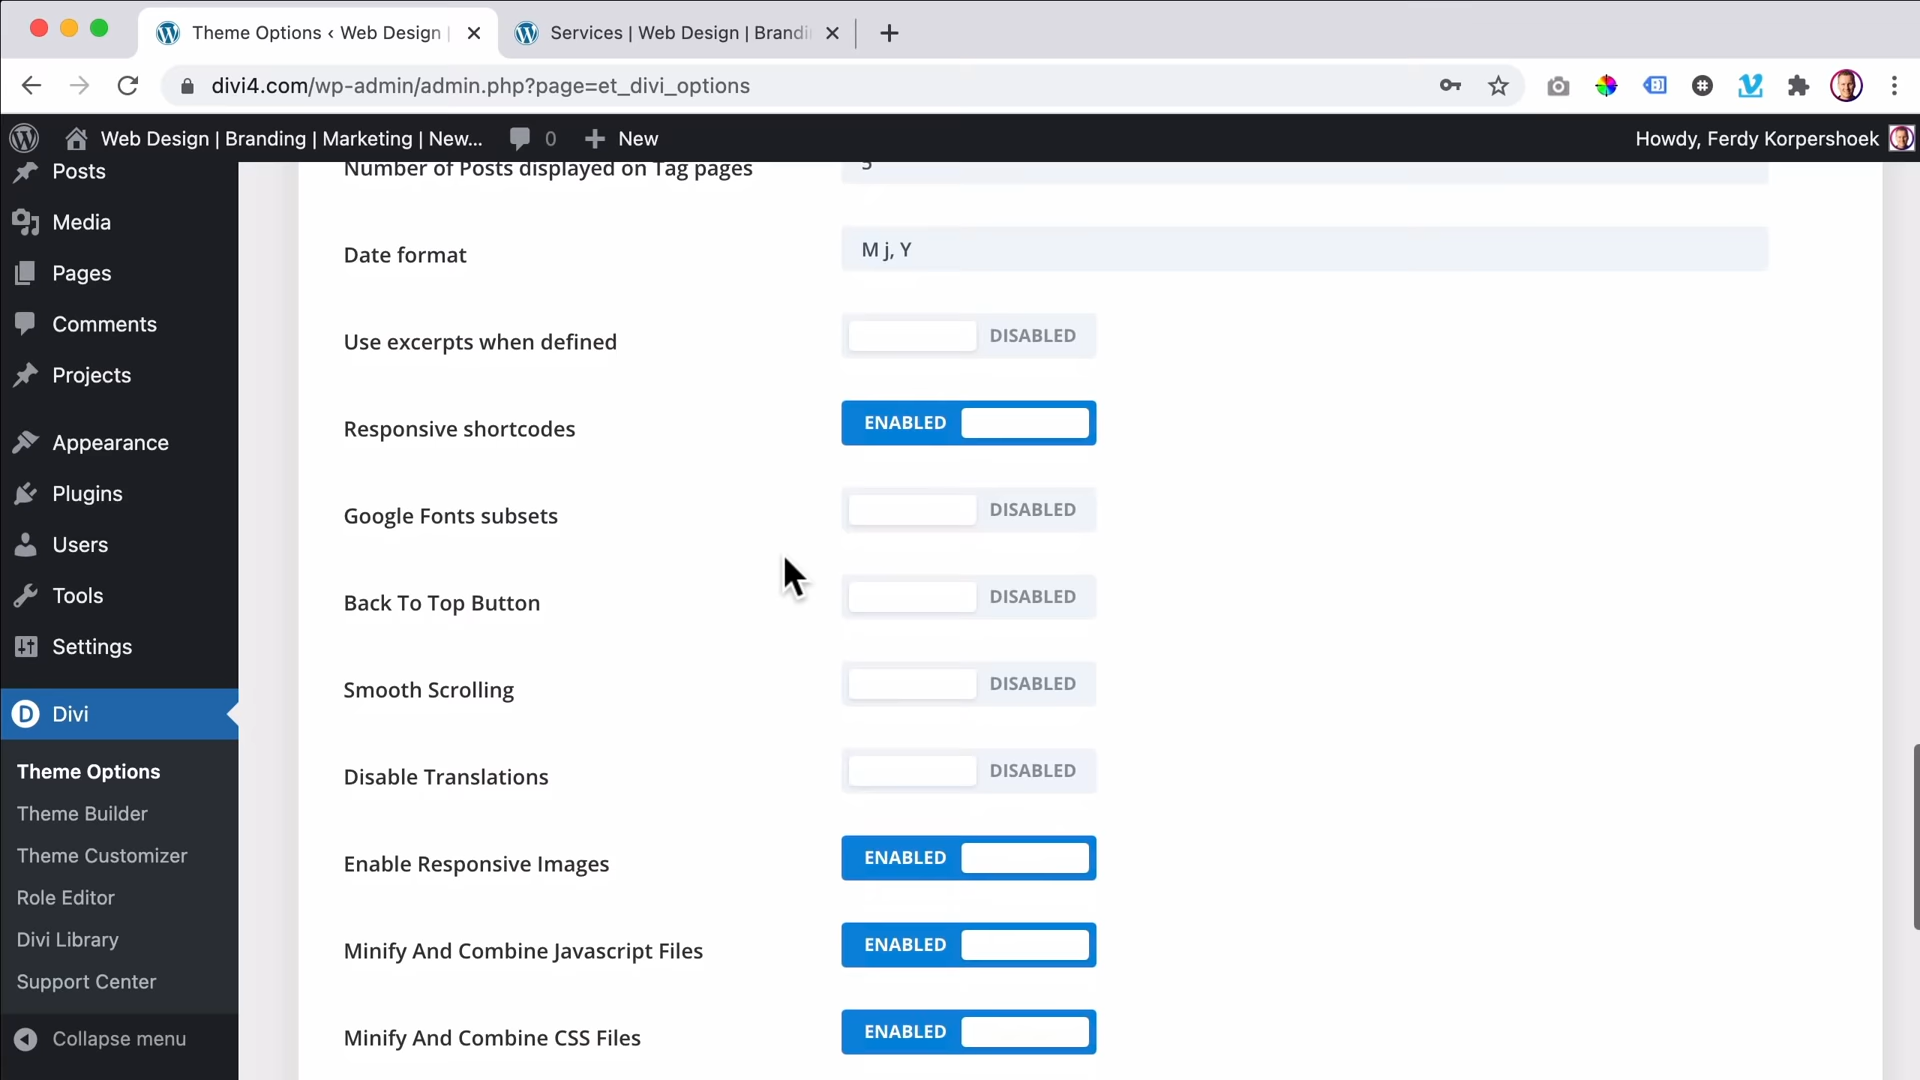 Theme Options ‹ Web Design |
Services | Web Design | Brandi
divi4.com/wp-admin/admin.php?page=et_divi_options
Web Design | Branding | Marketing | New...
0
New
Howdy, Ferdy Korpershoek
Posts
Media
Pages
Comments
Projects
Appearance
Plugins
Users
Tools
Settings
Divi
Theme Options
Theme Builder
Theme Customizer
Role Editor
Divi Library
Support Center
Collapse menu
Number of Posts displayed on Tag pages
5
Date format
M j, Y
Use excerpts when defined
DISABLED
Responsive shortcodes
ENABLED
Google Fonts subsets
DISABLED
Back To Top Button
DISABLED
Smooth Scrolling
DISABLED
Disable Translations
DISABLED
Enable Responsive Images
ENABLED
Minify And Combine Javascript Files
ENABLED
Minify And Combine CSS Files
ENABLED